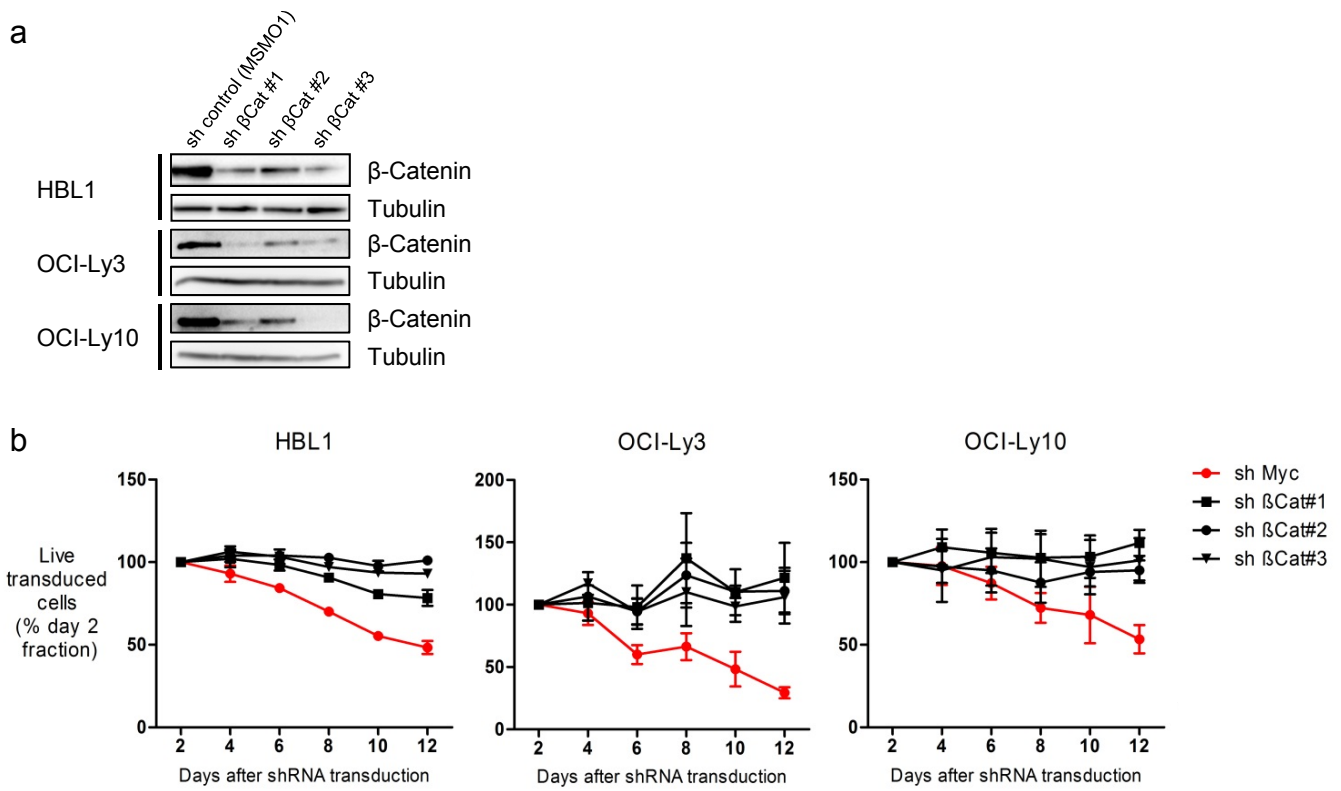 a
sh control (MSMO1)
sh βCat #1
sh βCat #2
sh βCat #3
HBL1
β-Catenin
Tubulin
OCI-Ly3
β-Catenin
Tubulin
OCI-Ly10
β-Catenin
Tubulin
b
HBL1
OCI-Ly3
OCI-Ly10
Live
transduced
cells
(% day 2
fraction)
150
100
50
0
2 4 6 8 10 12
Days after shRNA transduction
200
150
100
50
0
2 4 6 8 10 12
Days after shRNA transduction
150
100
50
0
2 4 6 8 10 12
Days after shRNA transduction
sh Myc
sh ßCat#1
sh ßCat#2
sh ßCat#3